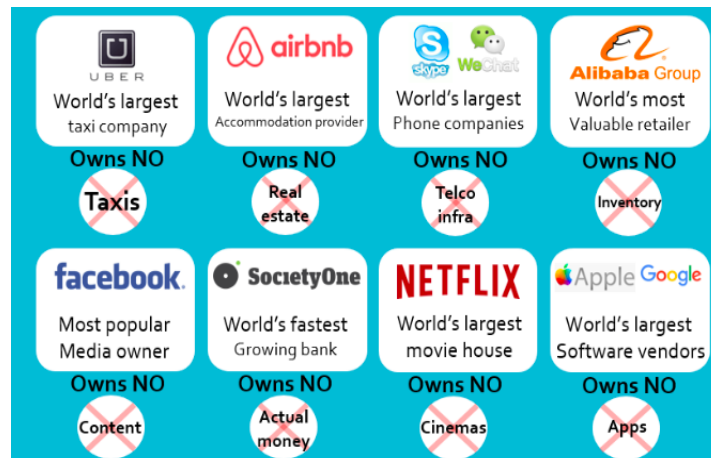 UBER
World's largest
taxi company
Owns NO
Taxis
airbnb
World's largest
Accommodation provider
Owns NO
Real
estate
skype WeChat
World's largest
Phone companies
Owns NO
Telco
infra
Alibaba Group
World's most
Valuable retailer
Owns NO
Inventory
facebook.
Most popular
Media owner
Owns NO
Content
SocietyOne
World's fastest
Growing bank
Owns NO
Actual
money
NETFLIX
World's largest
movie house
Owns NO
Cinemas
Apple Google
World's largest
Software vendors
Owns NO
Apps